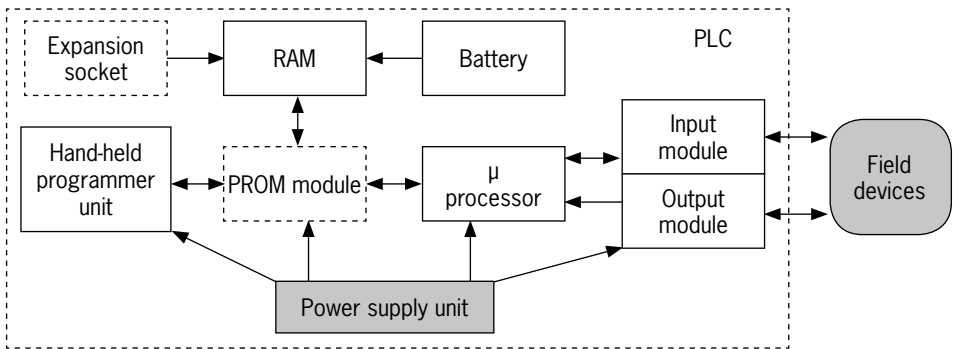 Expansion
socket
RAM
Battery
PLC
Hand-held
programmer
unit
PROM module
µ
processor
Input
module
Output
module
Field
devices
Power supply unit